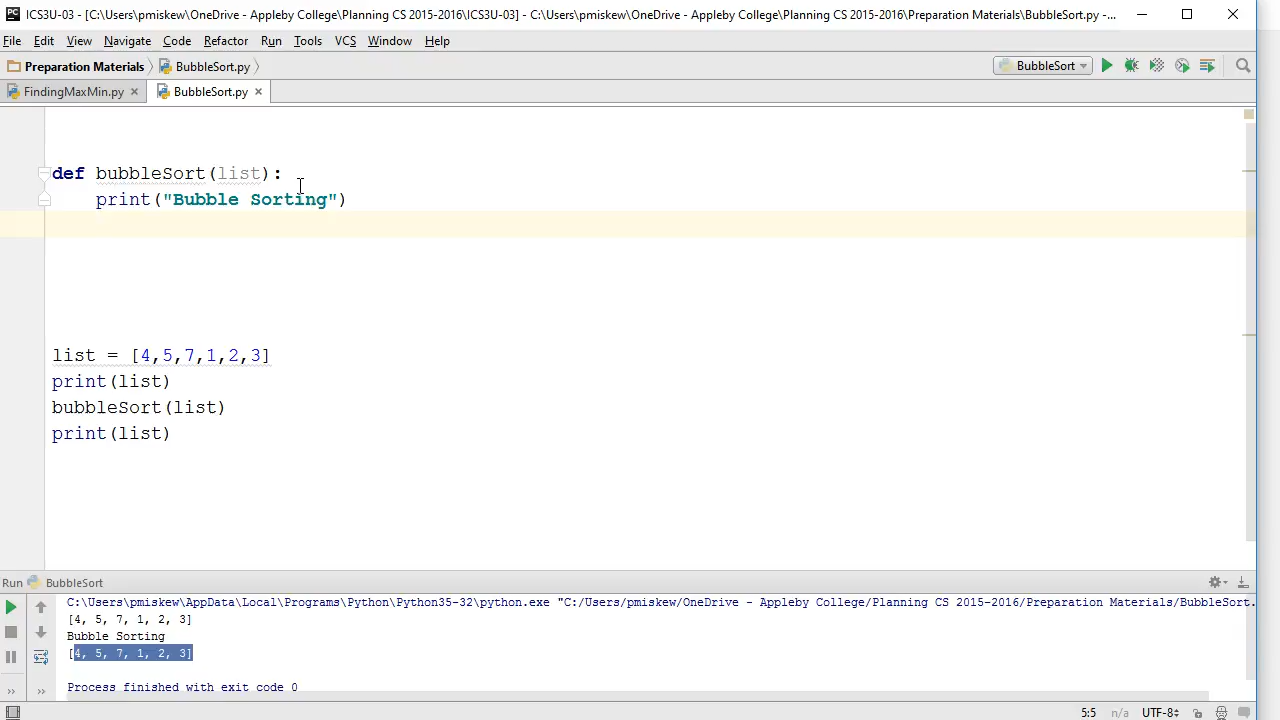 ICS3U-03 - [C:\Users\pmiskew\OneDrive - Appleby College\Planning CS 2015-2016\ICS3U-03] - C:\Users\pmiskew\OneDrive - Appleby College\Planning CS 2015-2016\Preparation Materials\BubbleSort.py -...
File Edit View Navigate Code Refactor Run Tools VCS Window Help
Preparation Materials BubbleSort.py BubbleSort
FindingMaxMin.py BubbleSort.py
def bubbleSort(list):
    print("Bubble Sorting")
list = [4,5,7,1,2,3]
print(list)
bubbleSort(list)
print(list)
Run BubbleSort
C:\Users\pmiskew\AppData\Local\Programs\Python\Python35-32\python.exe "C:/Users/pmiskew/OneDrive - Appleby College/Planning CS 2015-2016/Preparation Materials/BubbleSort.
[4, 5, 7, 1, 2, 3]
Bubble Sorting
[4, 5, 7, 1, 2, 3]
Process finished with exit code 0
5:5 n/a UTF-8